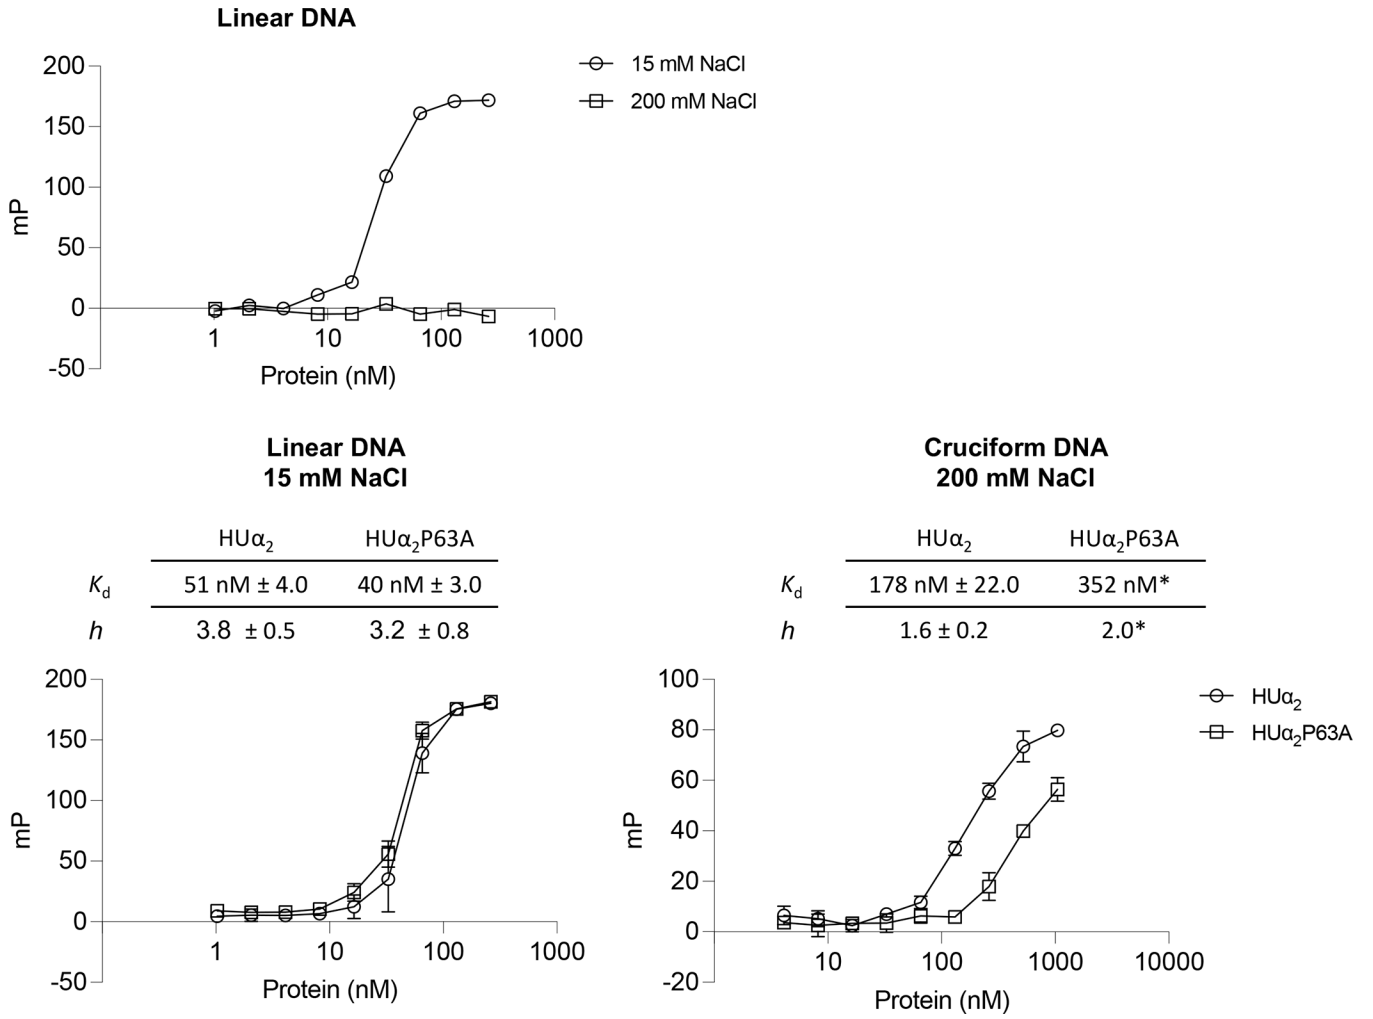 Linear DNA
200
150
100
50
0
-50
mP
1 10 100 1000
Protein (nM)
15 mM NaCl
200 mM NaCl
Linear DNA
15 mM NaCl
HUα2 HUα2P63A
Kd 51 nM ± 4.0 40 nM ± 3.0
h 3.8 ± 0.5 3.2 ± 0.8
200
150
100
50
0
-50
mP
1 10 100 1000
Protein (nM)
Cruciform DNA
200 mM NaCl
HUα2 HUα2P63A
Kd 178 nM ± 22.0 352 nM*
h 1.6 ± 0.2 2.0*
100
80
60
40
20
0
-20
mP
10 100 1000 10000
Protein (nM)
HUα2
HUα2P63A